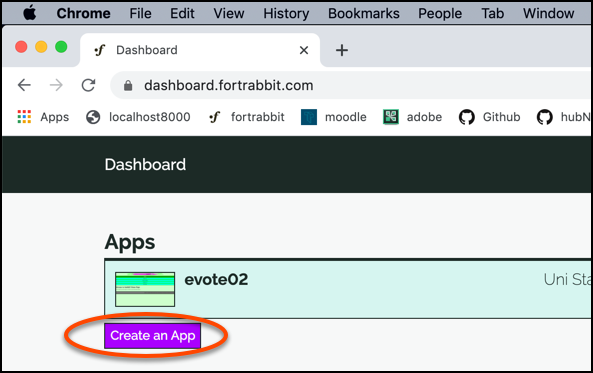 Chrome File Edit View History Bookmarks People Tab Window
Dashboard
dashboard.fortrabbit.com
Apps localhost8000 fortrabbit moodle adobe Github hubN
Dashboard
Apps
evote02 Uni Sta
Create an App